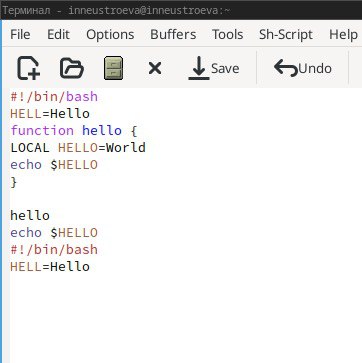 Терминал - inneustroeva@inneustroeva:~
File Edit Options Buffers Tools Sh-Script Help
Save Undo
#!/bin/bash
HELL=Hello
function hello {
LOCAL HELLO=World
echo $HELLO
}
hello
echo $HELLO
#!/bin/bash
HELL=Hello